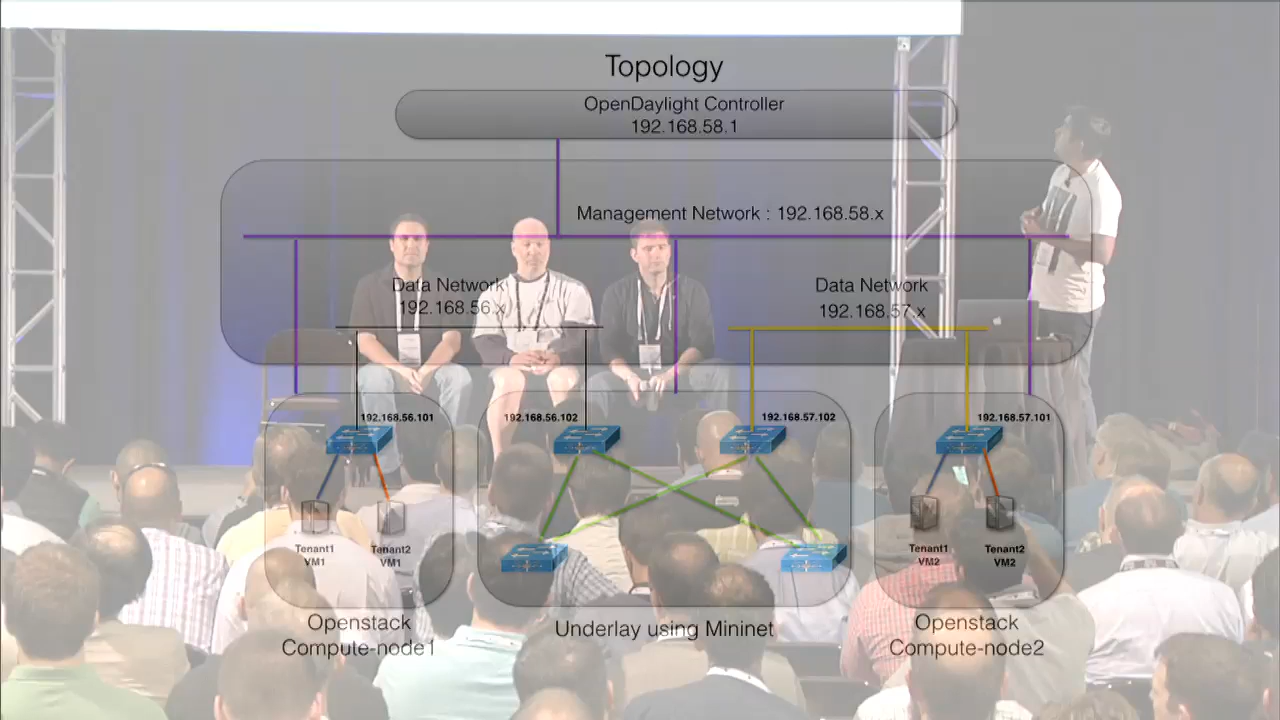 Topology
OpenDaylight Controller
192.168.58.1
Management Network : 192.168.58.x
Data Network
192.168.56.x
Data Network
192.168.57.x
192.168.56.101
192.168.56.102
192.168.57.102
192.168.57.101
Tenant1
VM1
Tenant2
VM1
Tenant1
VM2
Tenant2
VM2
Openstack
Compute-node1
Underlay using Mininet
Openstack
Compute-node2